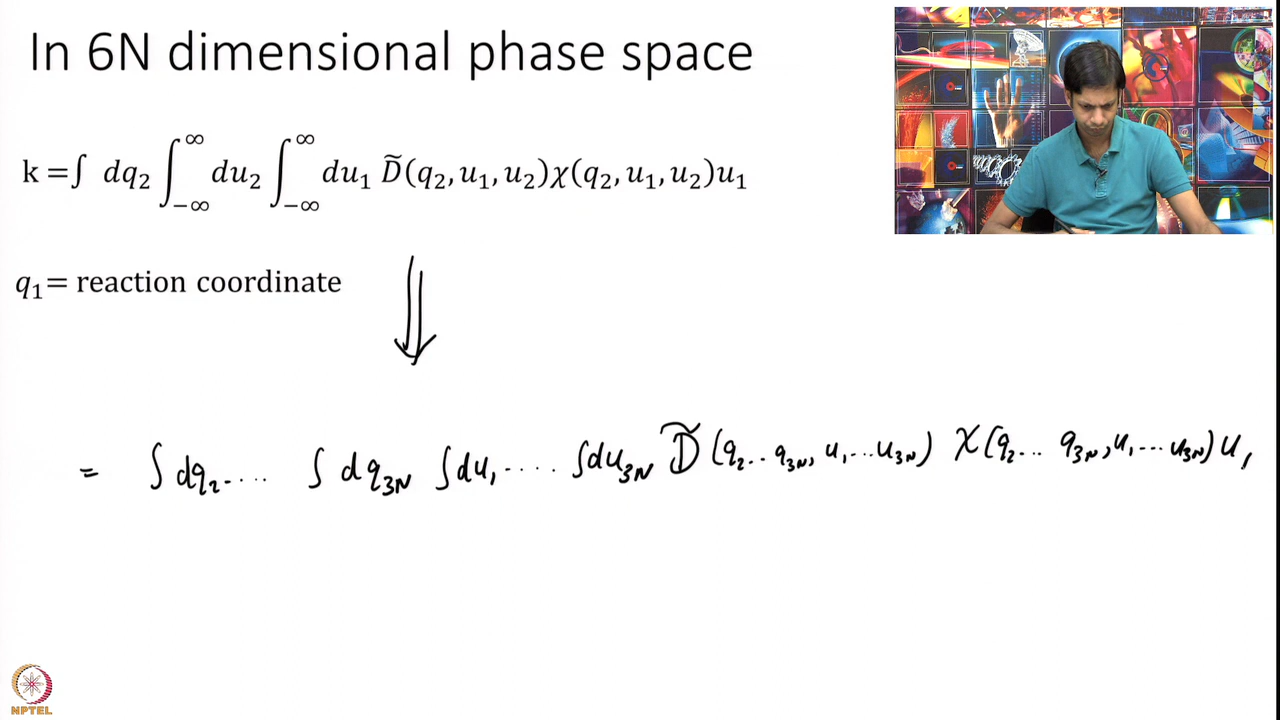 In 6N dimensional phase space
k =∫ dq₂ ∫_{−∞}^{∞} du₂ ∫_{−∞}^{∞} du₁ D̃(q₂, u₁, u₂)χ(q₂, u₁, u₂)u₁
q₁= reaction coordinate
= ∫ dq₂.... ∫ dq₃N ∫du₁ ..... ∫du₃N D̃ (q₂...q₃N, u₁...u₃N) χ(q₂... q₃N, u₁...u₃N) u₁
NPTEL